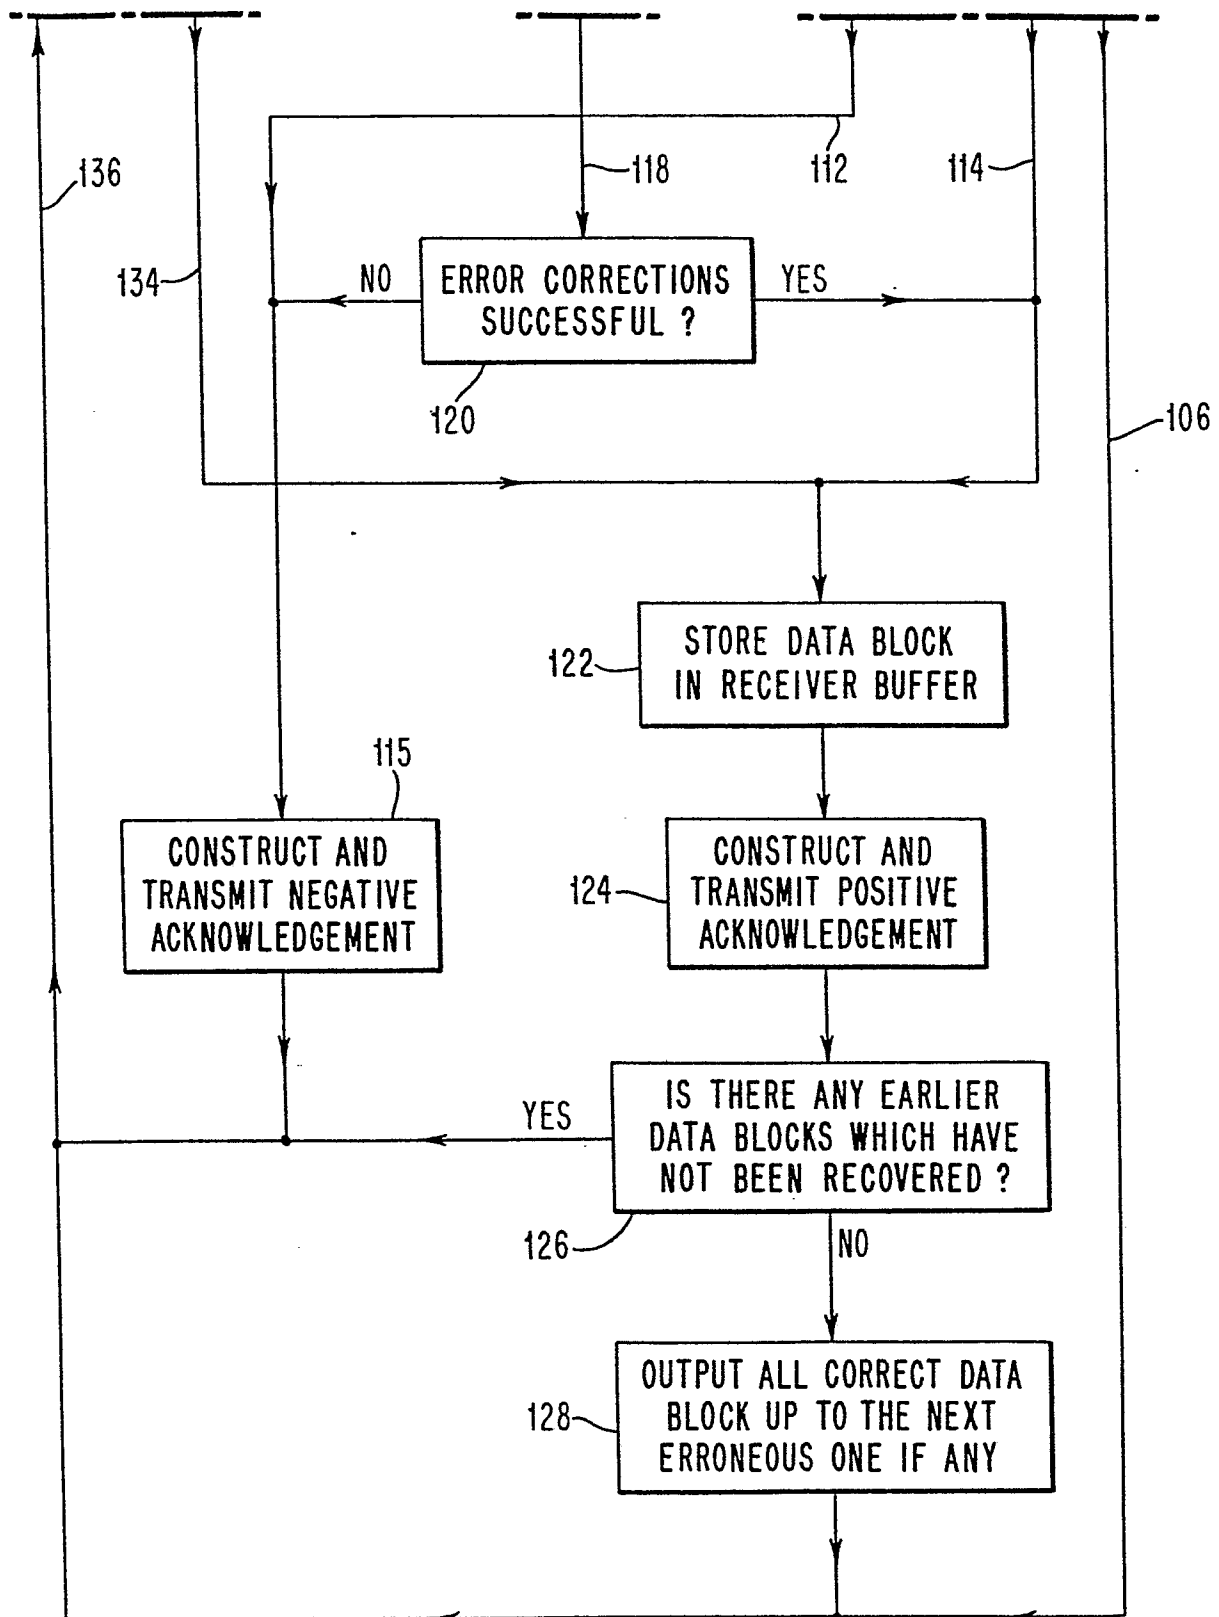 136
118
112
114
134
NO
ERROR CORRECTIONS
SUCCESSFUL ?
YES
120
106
122
STORE DATA BLOCK
IN RECEIVER BUFFER
115
CONSTRUCT AND
TRANSMIT NEGATIVE
ACKNOWLEDGEMENT
124
CONSTRUCT AND
TRANSMIT POSITIVE
ACKNOWLEDGEMENT
YES
IS THERE ANY EARLIER
DATA BLOCKS WHICH HAVE
NOT BEEN RECOVERED ?
126
NO
128
OUTPUT ALL CORRECT DATA
BLOCK UP TO THE NEXT
ERRONEOUS ONE IF ANY